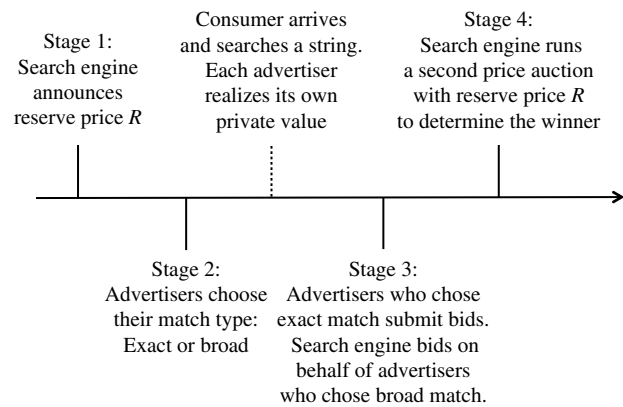 Stage 1:
Search engine
announces
reserve price R
Consumer arrives
and searches a string.
Each advertiser
realizes its own
private value
Stage 4:
Search engine runs
a second price auction
with reserve price R
to determine the winner
Stage 2:
Advertisers choose
their match type:
Exact or broad
Stage 3:
Advertisers who chose
exact match submit bids.
Search engine bids on
behalf of advertisers
who chose broad match.